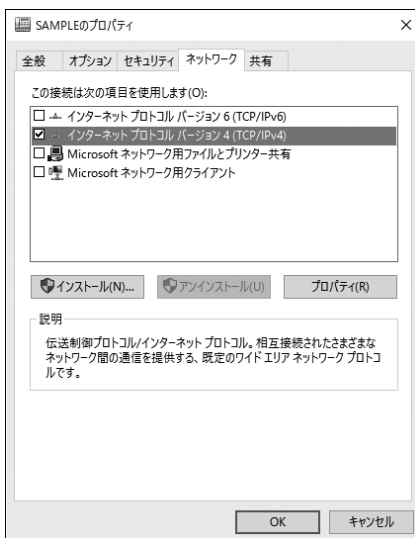 SAMPLEのプロパティ
全般 オプション セキュリティ ネットワーク 共有
この接続は次の項目を使用します(O):
インターネット プロトコル バージョン 6 (TCP/IPv6)
インターネット プロトコル バージョン 4 (TCP/IPv4)
Microsoft ネットワーク用ファイルとプリンター共有
Microsoft ネットワーク用クライアント
インストール(N)... アンインストール(U) プロパティ(R)
説明
伝送制御プロトコル/インターネット プロトコル。相互接続されたさまざまな
ネットワーク間の通信を提供する、既定のワイド エリア ネットワーク プロトコ
ルです。
OK キャンセル